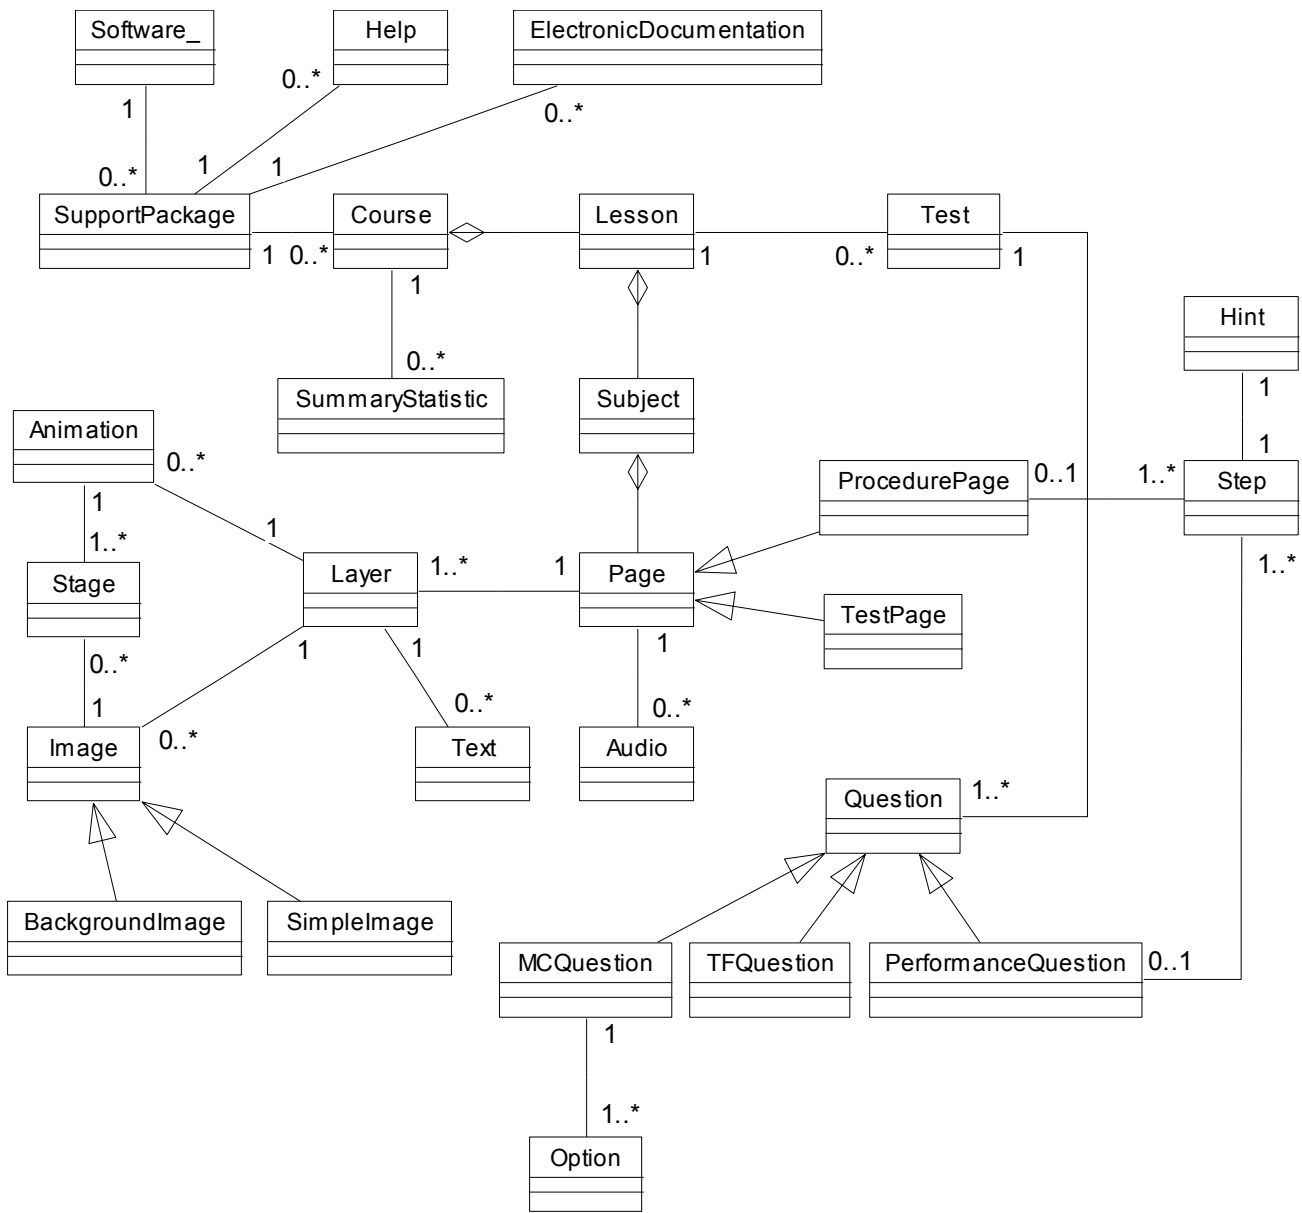 Software_
Help
ElectronicDocumentation
1
0..*
0..*
0..*
1
1
SupportPackage
Course
Lesson
Test
1
0..*
1
0..*
1
1
0..*
Hint
1
1
SummaryStatistic
Subject
Animation
0..*
ProcedurePage
0..1
1..*
Step
1
1
1..*
1..*
Stage
Layer
1..*
1
Page
TestPage
1
1
1
0..*
0..*
0..*
1
0..*
Image
Text
Audio
Question
1..*
BackgroundImage
SimpleImage
MCQuestion
TFQuestion
PerformanceQuestion
0..1
1
1..*
Option